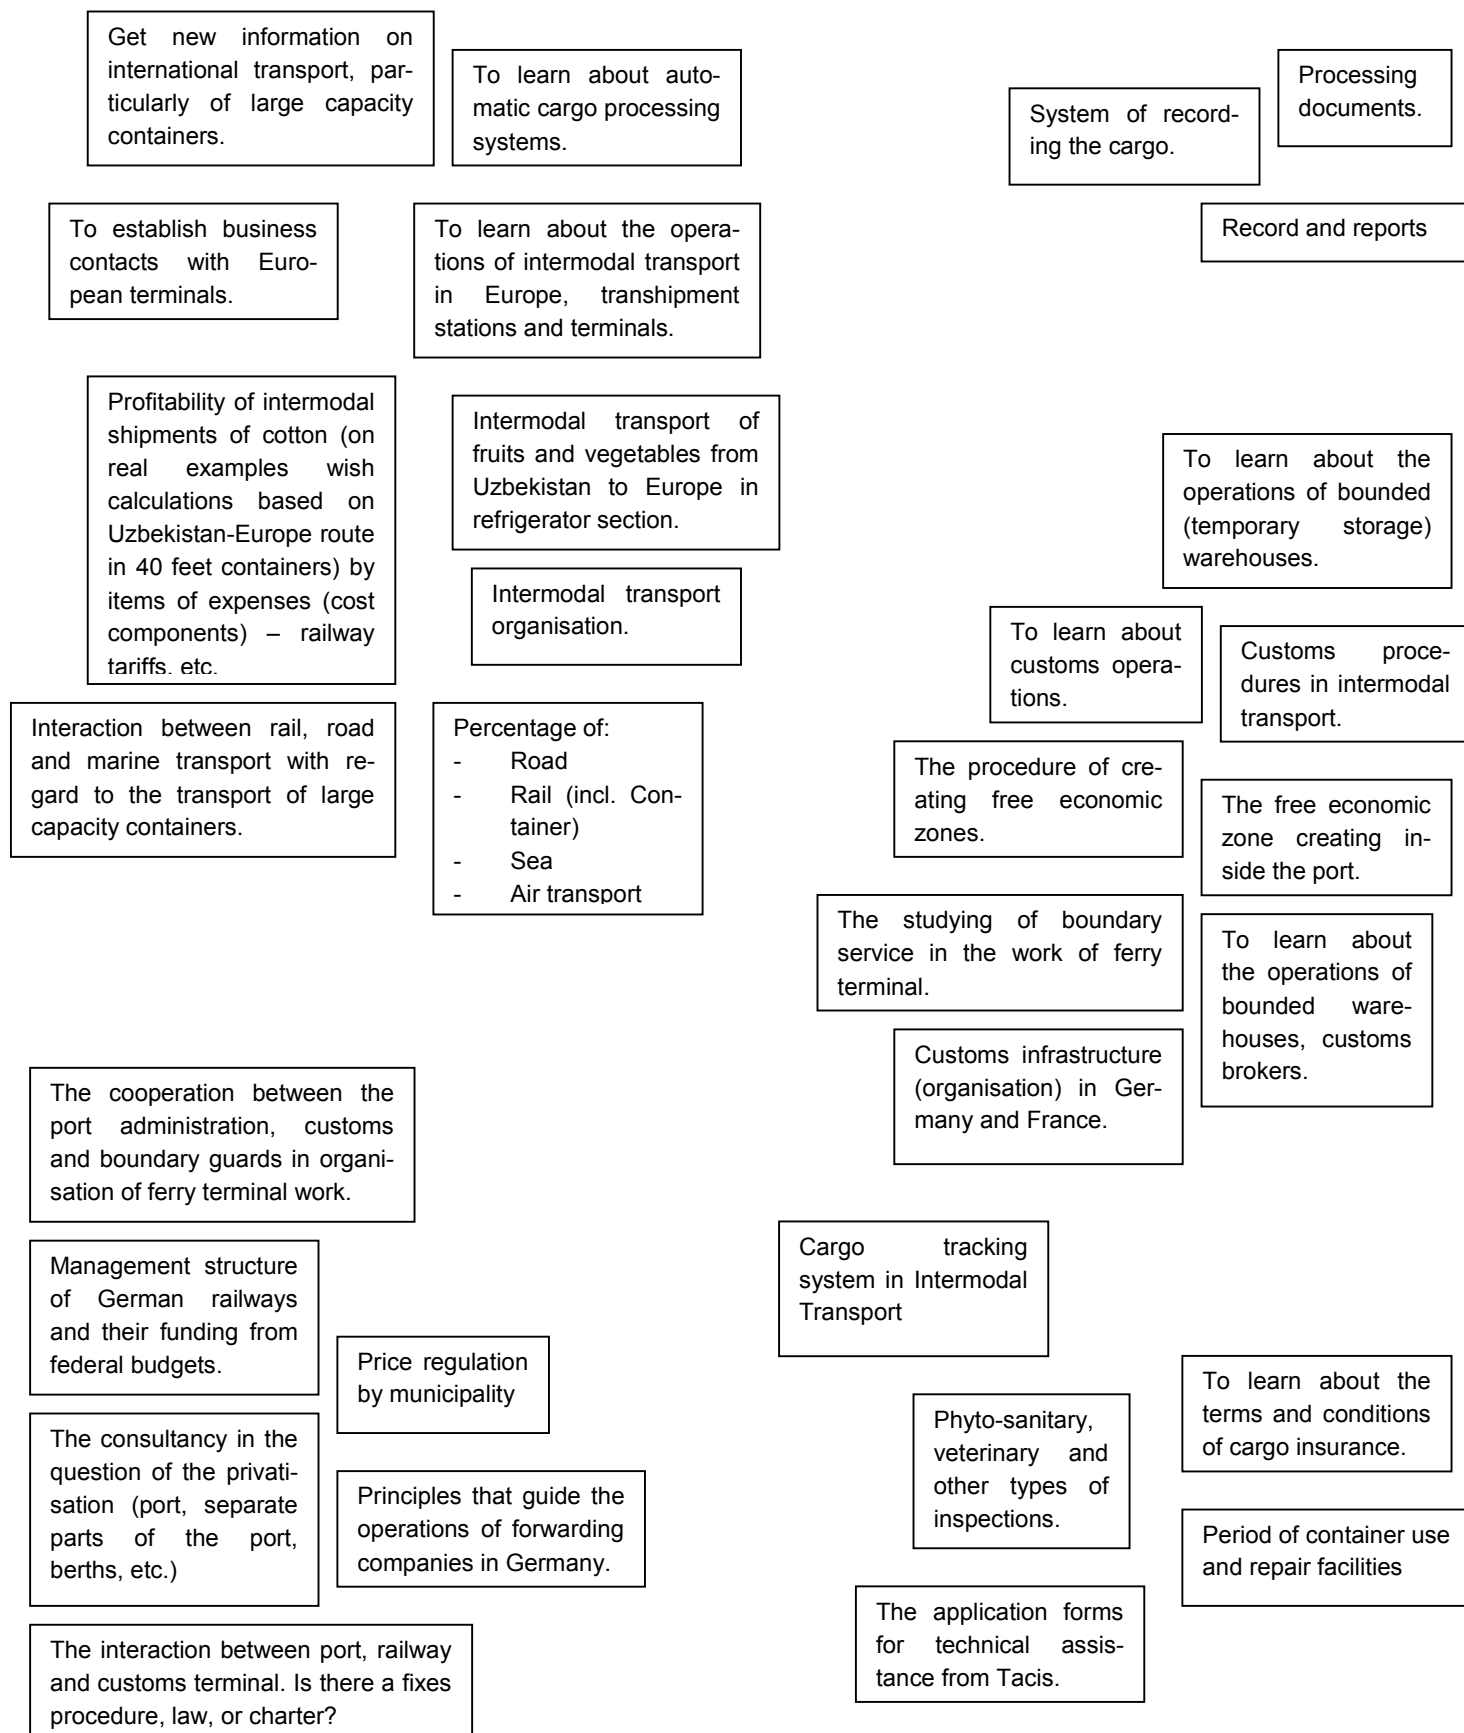 Get new information on
international transport, par-
ticularly of large capacity
containers.
To learn about auto-
matic cargo processing
systems.
Processing
documents.
System of record-
ing the cargo.
Record and reports
To establish business
contacts with Euro-
pean terminals.
To learn about the opera-
tions of intermodal transport
in Europe, transhipment
stations and terminals.
Profitability of intermodal
shipments of cotton (on
real examples wish
calculations based on
Uzbekistan-Europe route
in 40 feet containers) by
items of expenses (cost
components) – railway
tariffs, etc.
Intermodal transport of
fruits and vegetables from
Uzbekistan to Europe in
refrigerator section.
Intermodal transport
organisation.
To learn about the
operations of bounded
(temporary storage)
warehouses.
To learn about
customs opera-
tions.
Customs proce-
dures in intermodal
transport.
Interaction between rail, road
and marine transport with re-
gard to the transport of large
capacity containers.
Percentage of:
- Road
- Rail (incl. Con-
tainer)
- Sea
- Air transport
The procedure of cre-
ating free economic
zones.
The free economic
zone creating in-
side the port.
The studying of boundary
service in the work of ferry
terminal.
To learn about
the operations of
bounded ware-
houses, customs
brokers.
Customs infrastructure
(organisation) in Ger-
many and France.
The cooperation between the
port administration, customs
and boundary guards in organi-
sation of ferry terminal work.
Management structure
of German railways
and their funding from
federal budgets.
Price regulation
by municipality
The consultancy in the
question of the privati-
sation (port, separate
parts of the port,
berths, etc.)
Principles that guide the
operations of forwarding
companies in Germany.
The interaction between port, railway
and customs terminal. Is there a fixes
procedure, law, or charter?
Cargo tracking
system in Intermodal
Transport
To learn about the
terms and conditions
of cargo insurance.
Phyto-sanitary,
veterinary and
other types of
inspections.
Period of container use
and repair facilities
The application forms
for technical assis-
tance from Tacis.